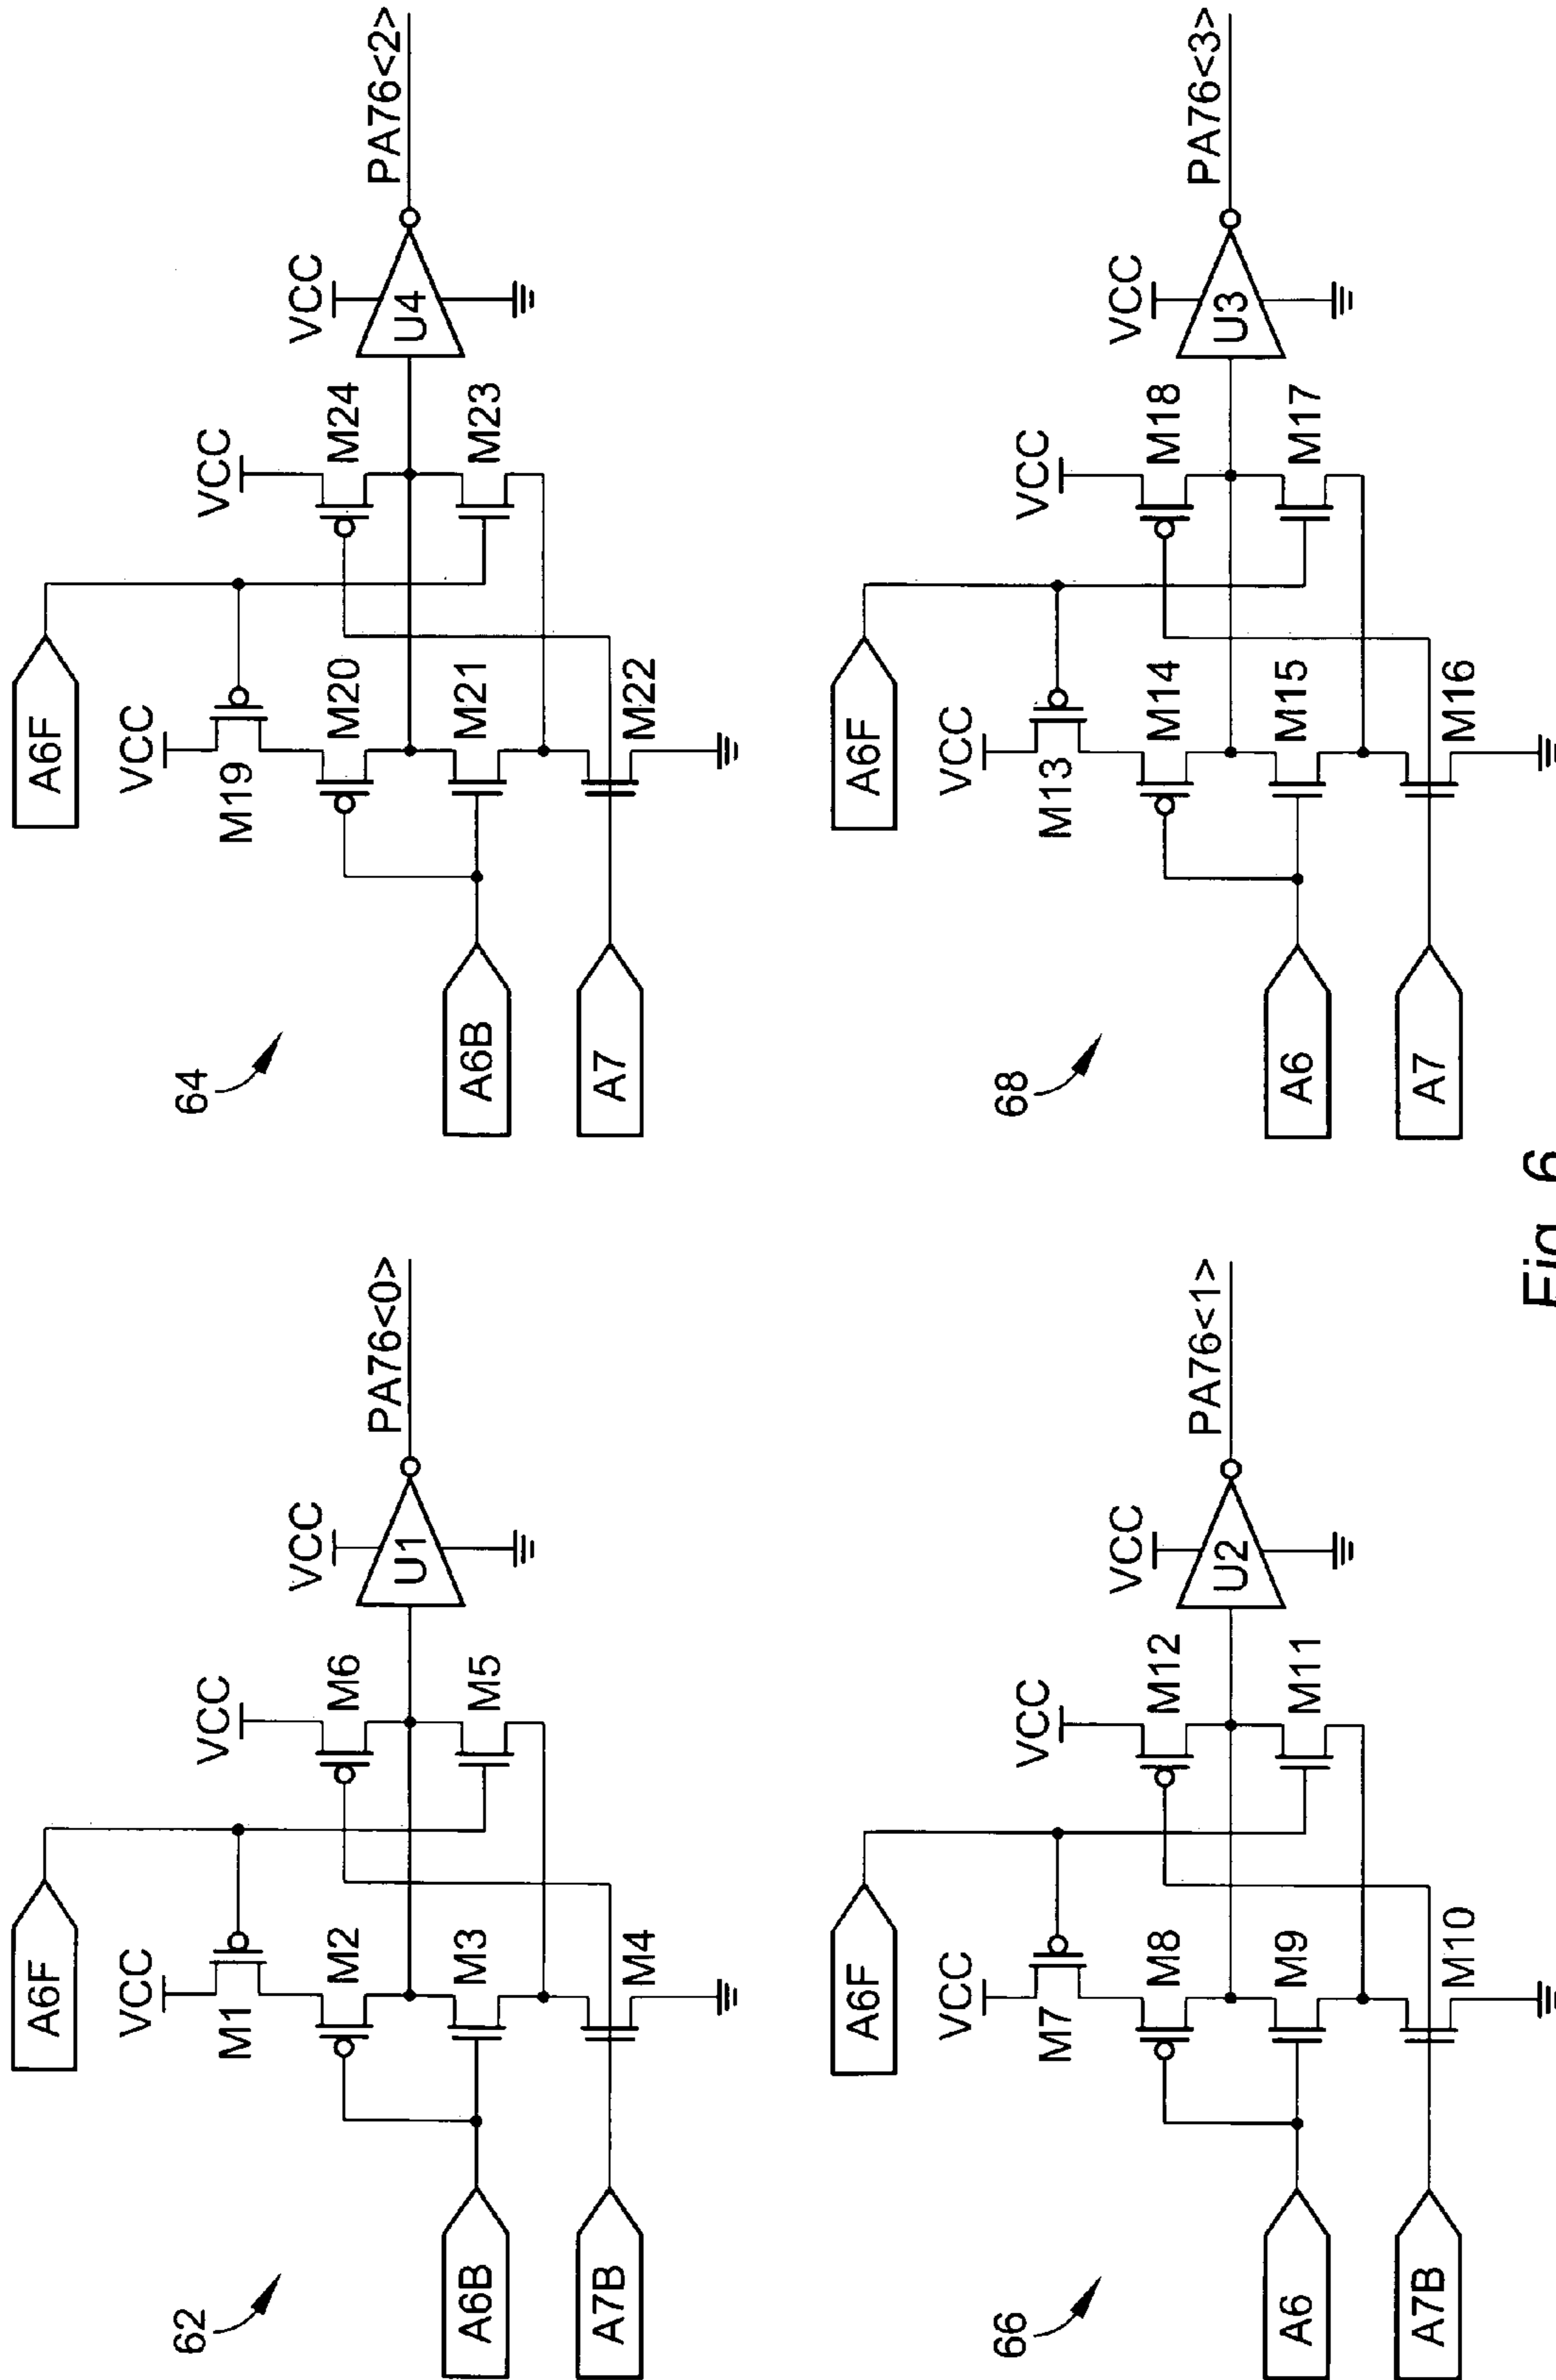 62
A6F
VCC
M1
VCC
M2
M6
VCC
U1
PA76<0>
A6B
M3
M5
A7B
M4
64
A6F
VCC
M19
VCC
M20
M24
VCC
U4
PA76<2>
A6B
M21
M23
A7
M22
66
A6F
VCC
M7
VCC
M8
M12
VCC
U2
PA76<1>
A6
M9
M11
A7B
M10
68
A6F
VCC
M13
VCC
M14
M18
VCC
U3
PA76<3>
A6
M15
M17
A7
M16
Fig. 6